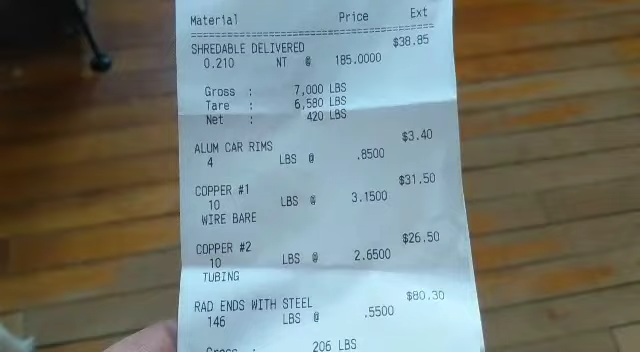 Material Price Ext
SHREDABLE DELIVERED $38.85
0.210 NT @ 185.0000
Gross : 7,000 LBS
Tare : 6,580 LBS
Net : 420 LBS
ALUM CAR RIMS $3.40
4 LBS @ .8500
COPPER #1 $31.50
10 LBS @ 3.1500
WIRE BARE
COPPER #2 $26.50
10 LBS @ 2.6500
TUBING
RAD ENDS WITH STEEL $80.30
146 LBS @ .5500
Gross : 206 LBS